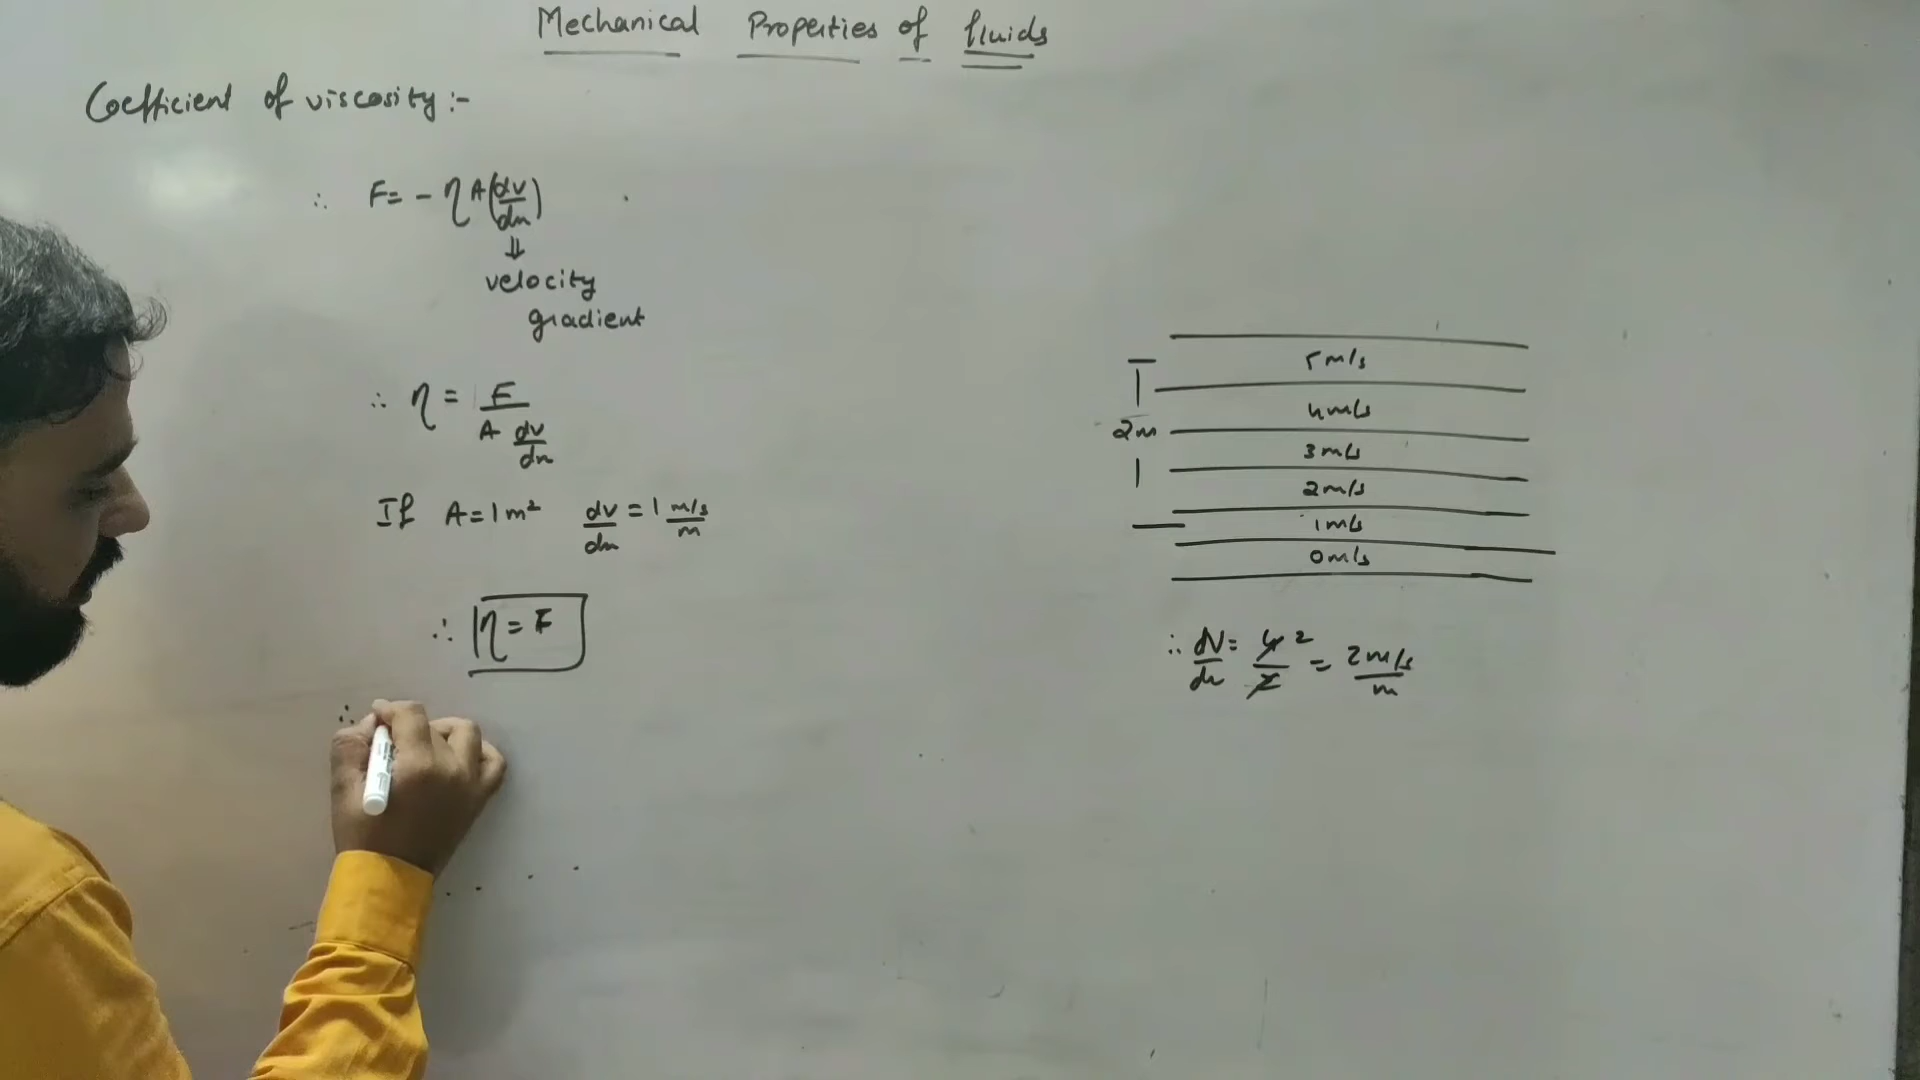 Mechanical Properties of fluids
Coefficient of viscosity :-
∴ F = - η A (dv/dx)
⇓
velocity
gradient
∴ η = F / A dv/dx
If A = 1 m² dv/dx = 1 m/s / m
∴ η = F
∴
5 m/s
4 m/s
2m
3 m/s
2 m/s
1 m/s
0 m/s
∴ dv/dx = 4/2 2 = 2 m/s / m